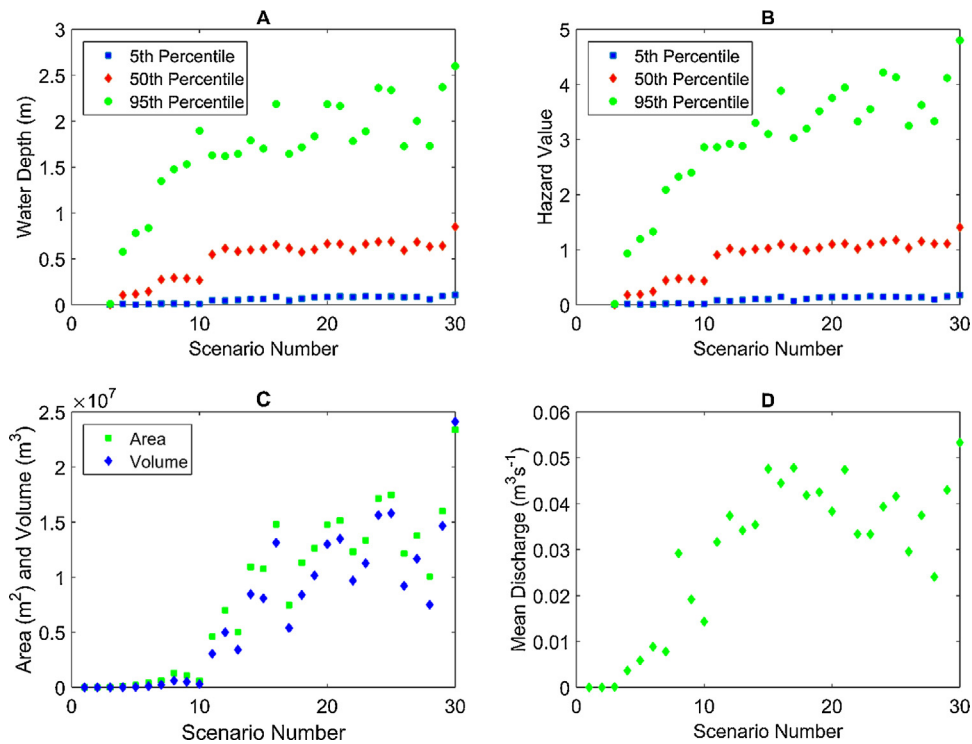 A
5th Percentile
50th Percentile
95th Percentile
3
2.5
2
1.5
1
0.5
0
Water Depth (m)
0
10
20
30
Scenario Number
B
5th Percentile
50th Percentile
95th Percentile
5
4
3
2
1
0
Hazard Value
0
10
20
30
Scenario Number
C
×10⁷
Area
Volume
2.5
2
1.5
1
0.5
0
Area (m²) and Volume (m³)
0
10
20
30
Scenario Number
D
0.06
0.05
0.04
0.03
0.02
0.01
0
Mean Discharge (m³s⁻¹)
0
10
20
30
Scenario Number